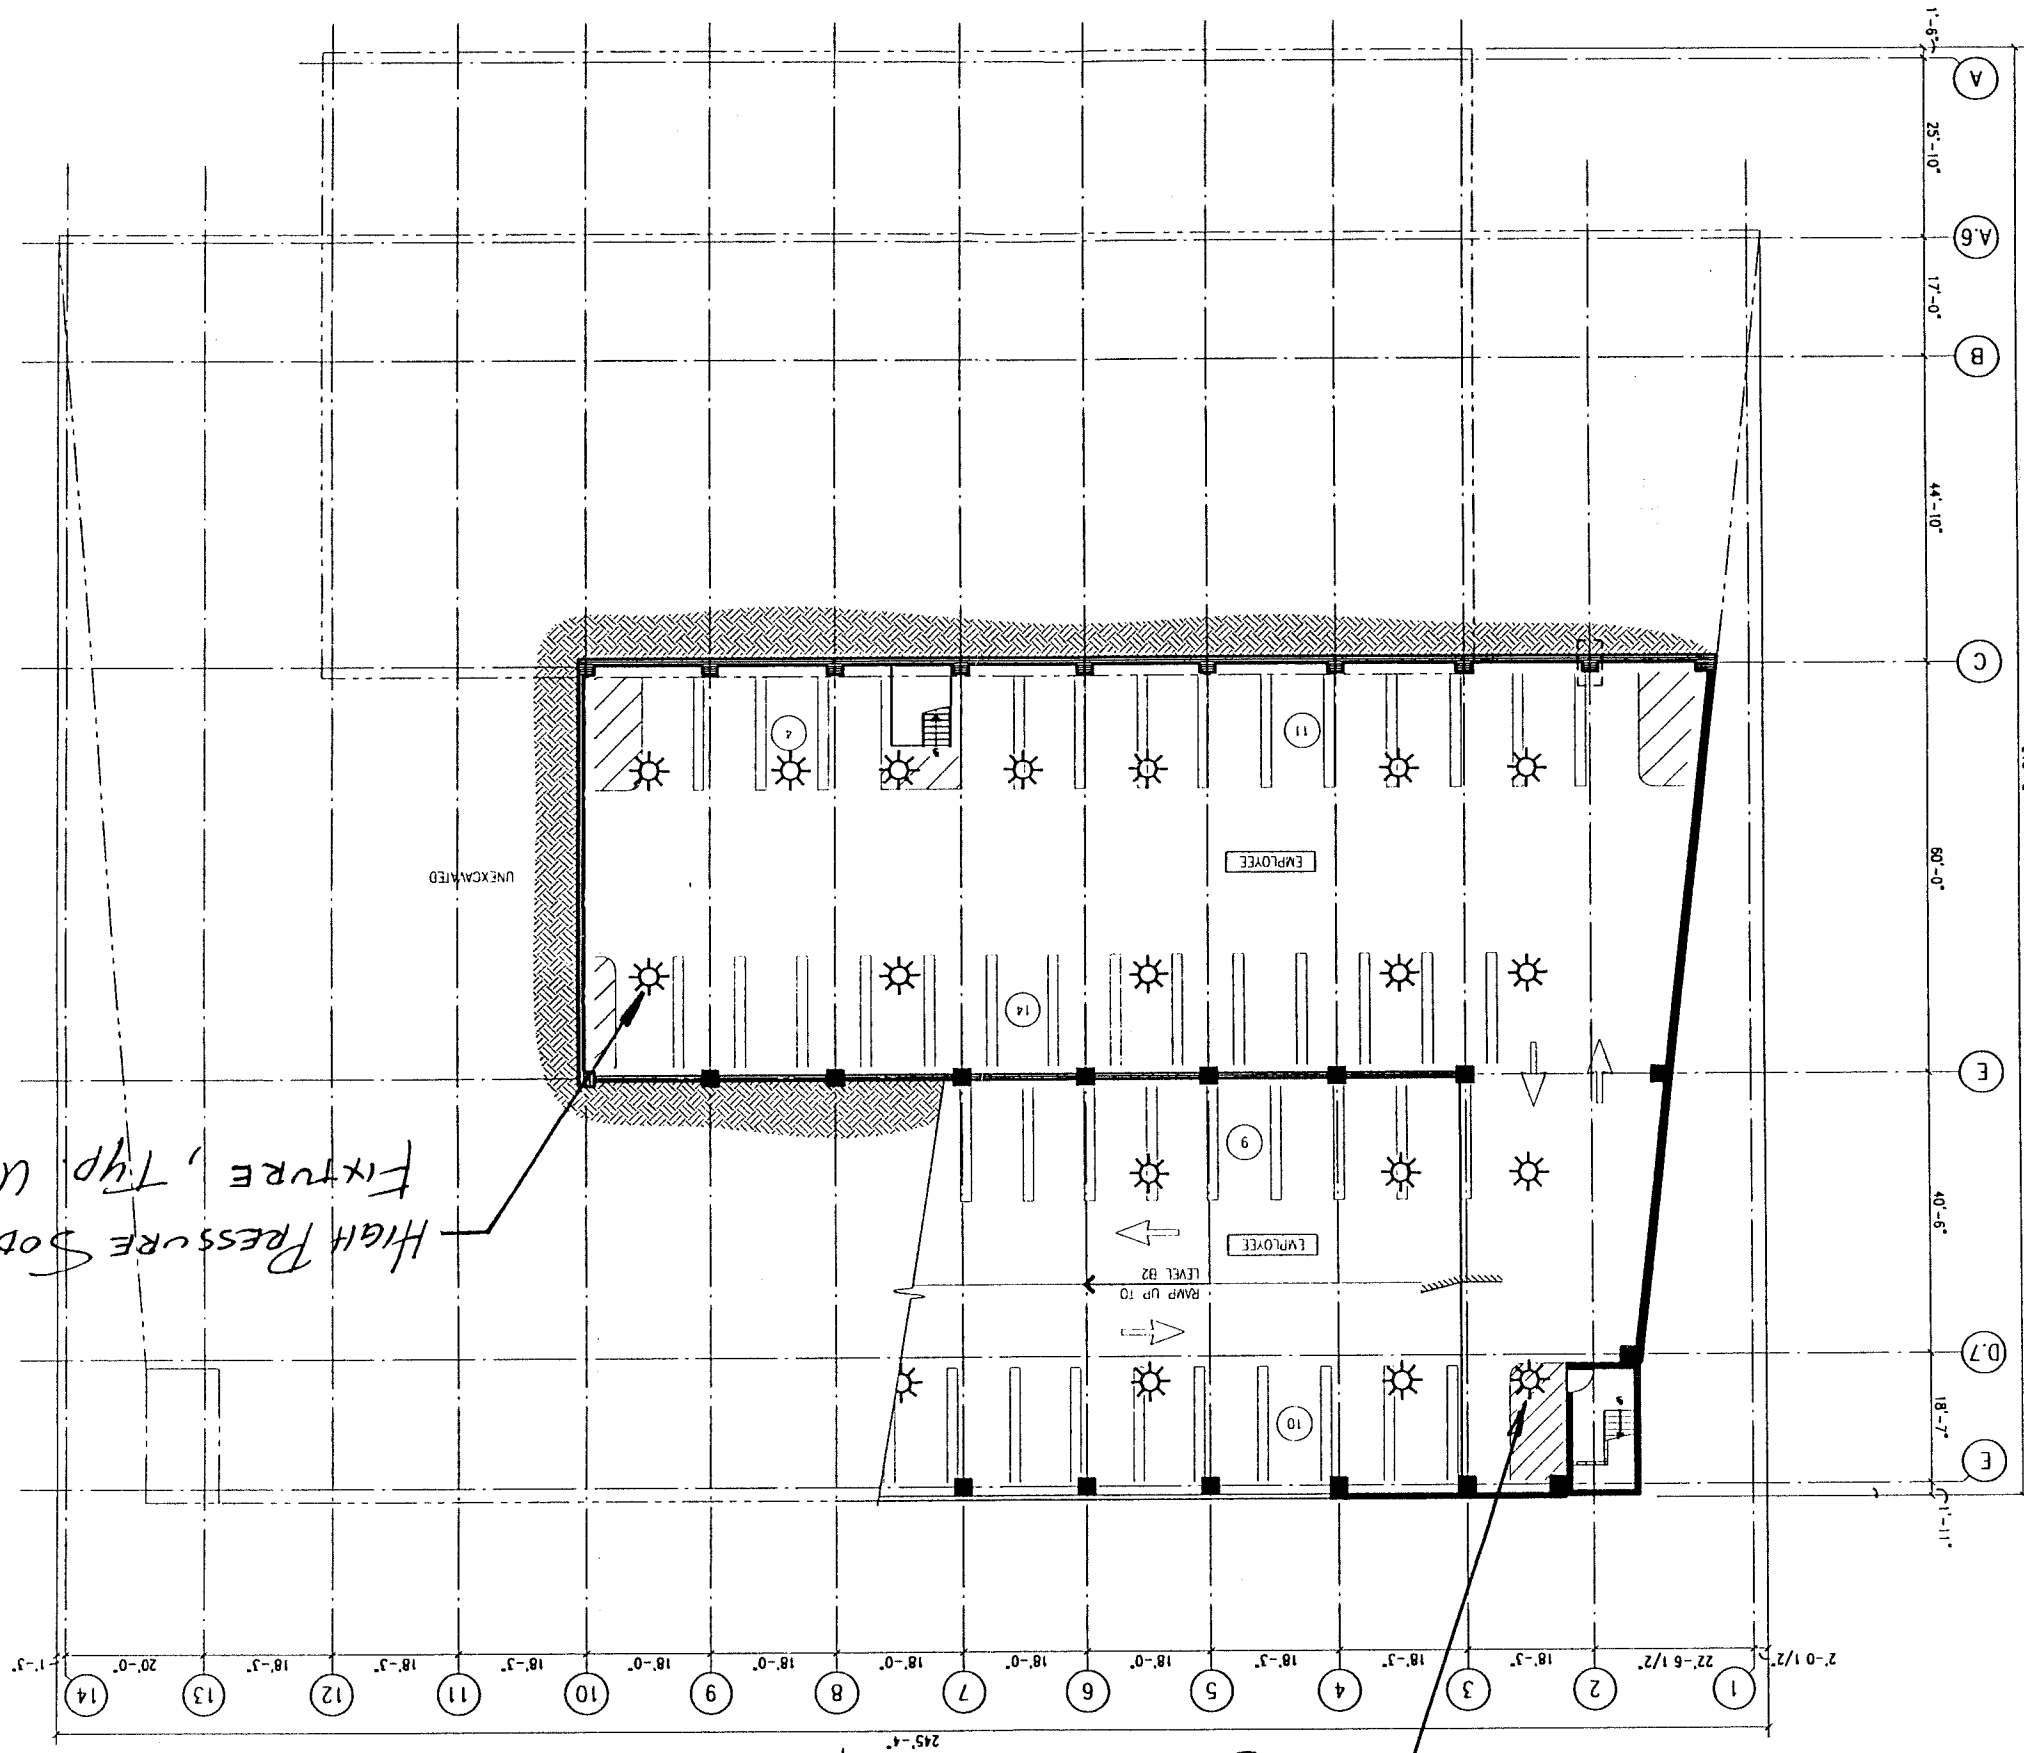 245'-4"
1 2 3 4 5 6 7 8 9 10 11 12 13 14
2'-0 1/2" 22'-6 1/2" 18'-3" 18'-3" 18'-3" 18'-0" 18'-0" 18'-0" 18'-0" 18'-0" 18'-3" 18'-3" 18'-3" 20'-0" 1'-3"
1'-11"
E
18'-7"
10
D.7
RAMP UP TO
LEVEL B2
EMPLOYEE
HIGH PRESSURE SOD
FIXTURE, TYP. U
40'-6"
9
E
14
60'-0"
UNEXCAVATED
EMPLOYEE
11
4
C
44'-10"
B
17'-0"
A.6
25'-10"
A
1'-6"